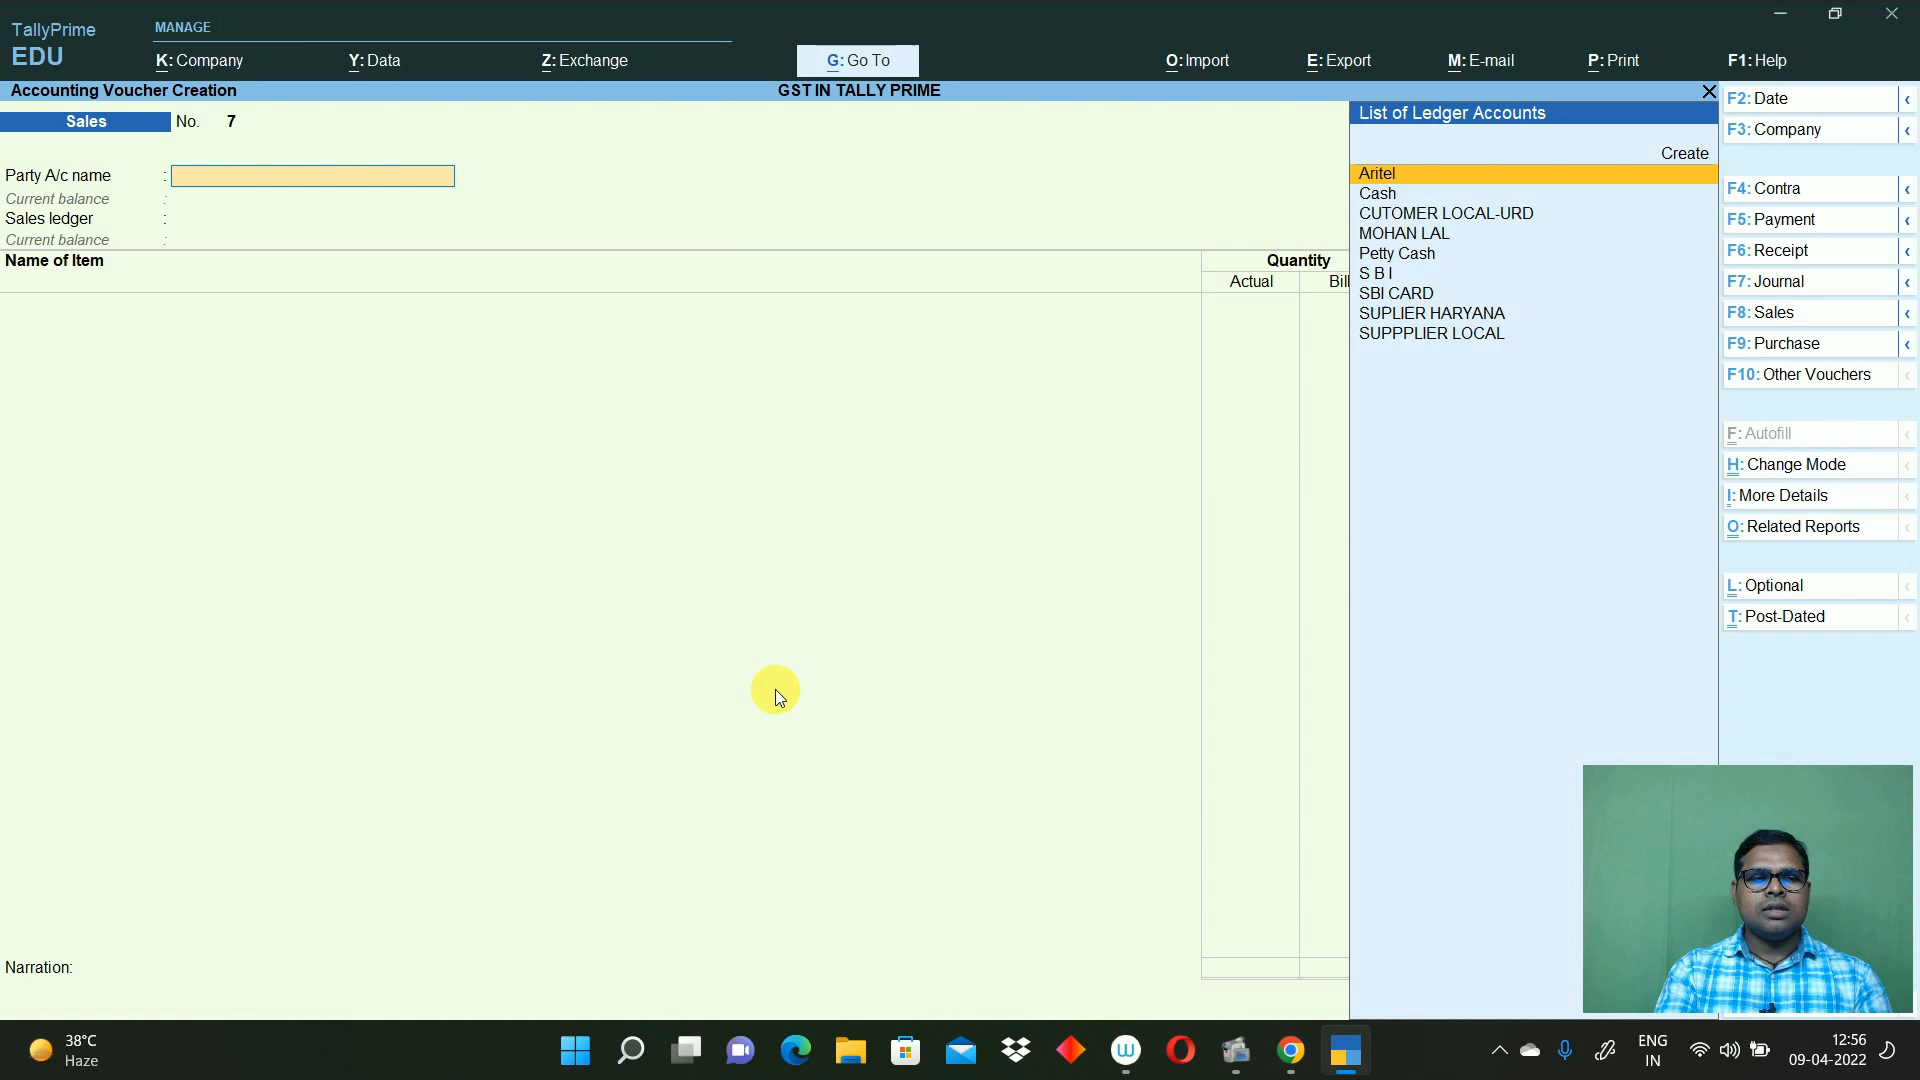 TallyPrime
EDU
MANAGE
K: Company
Y: Data
Z: Exchange
G: Go To
O: Import
E: Export
M: E-mail
P: Print
F1: Help
Accounting Voucher Creation
GST IN TALLY PRIME
Sales
No. 7
Party A/c name :
Current balance :
Sales ledger :
Current balance :
Name of Item
Quantity
Actual
Bill
Narration:
List of Ledger Accounts
Create
Aritel
Cash
CUTOMER LOCAL-URD
MOHAN LAL
Petty Cash
S B I
SBI CARD
SUPLIER HARYANA
SUPPPLIER LOCAL
F2: Date
F3: Company
F4: Contra
F5: Payment
F6: Receipt
F7: Journal
F8: Sales
F9: Purchase
F10: Other Vouchers
F: Autofill
H: Change Mode
I: More Details
O: Related Reports
L: Optional
T: Post-Dated
38°C
Haze
ENG
IN
12:56
09-04-2022